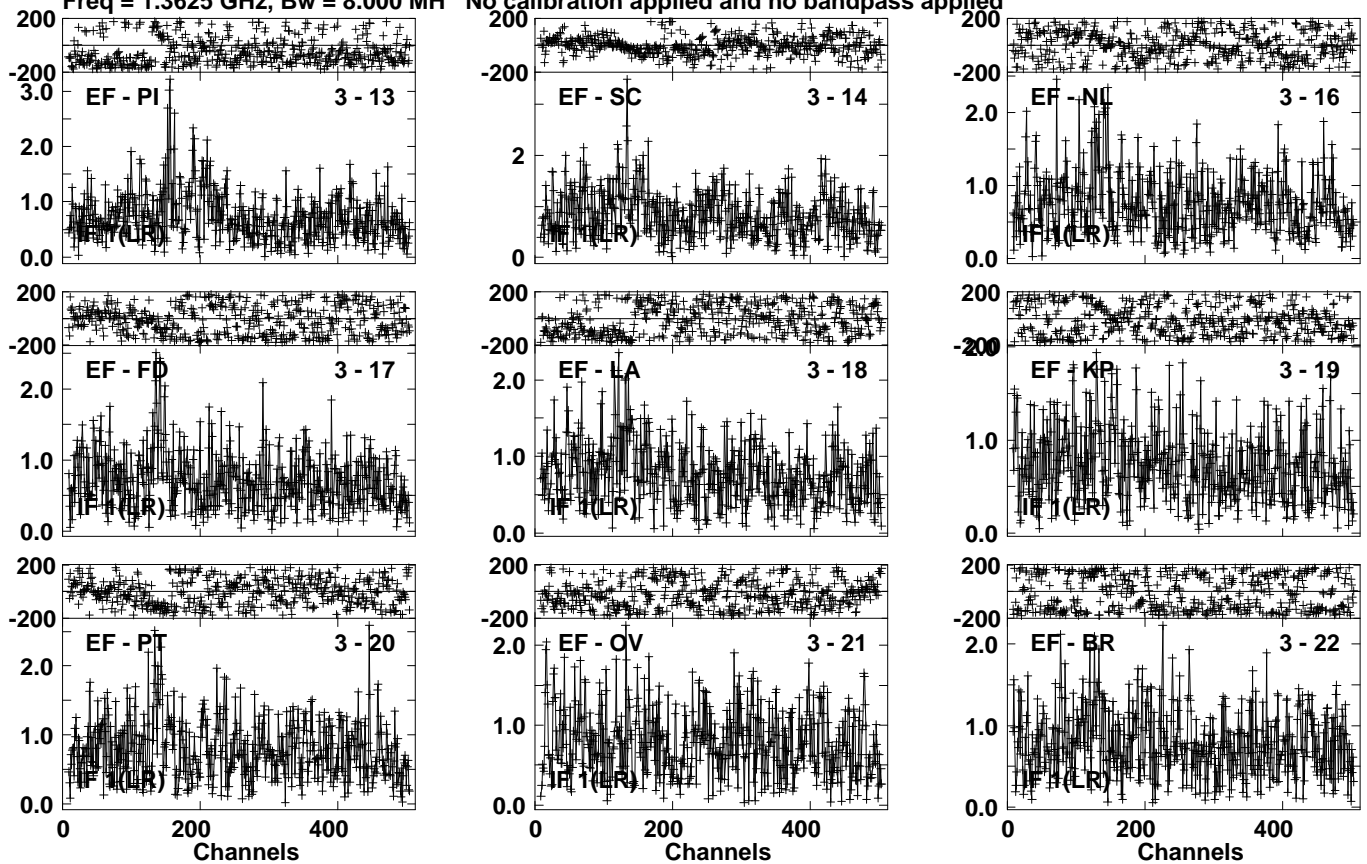 Freq = 1.3625 GHz, Bw = 8.000 MH No calibration applied and no bandpass applied
200 200 200
-200 -200 -200
EF - PI 3 - 13 EF - SC 3 - 14 EF - NL 3 - 16
3.0
2.0
1.0
0.0
2
0
2.0
1.0
0.0
IF 1(LR) IF 1(LR) IF 1(LR)
200 200 200
-200 -200 -200
EF - FD 3 - 17 EF - LA 3 - 18 EF - KP 3 - 19
2.0
1.0
0.0
2.0
1.0
0.0
2.0
1.0
0.0
IF 1(LR) IF 1(LR) IF 1(LR)
200 200 200
-200 -200 -200
EF - PT 3 - 20 EF - OV 3 - 21 EF - BR 3 - 22
2.0
1.0
0.0
2.0
1.0
0.0
2.0
1.0
0.0
IF 1(LR) IF 1(LR) IF 1(LR)
0 200 400 0 200 400 0 200 400
Channels Channels Channels